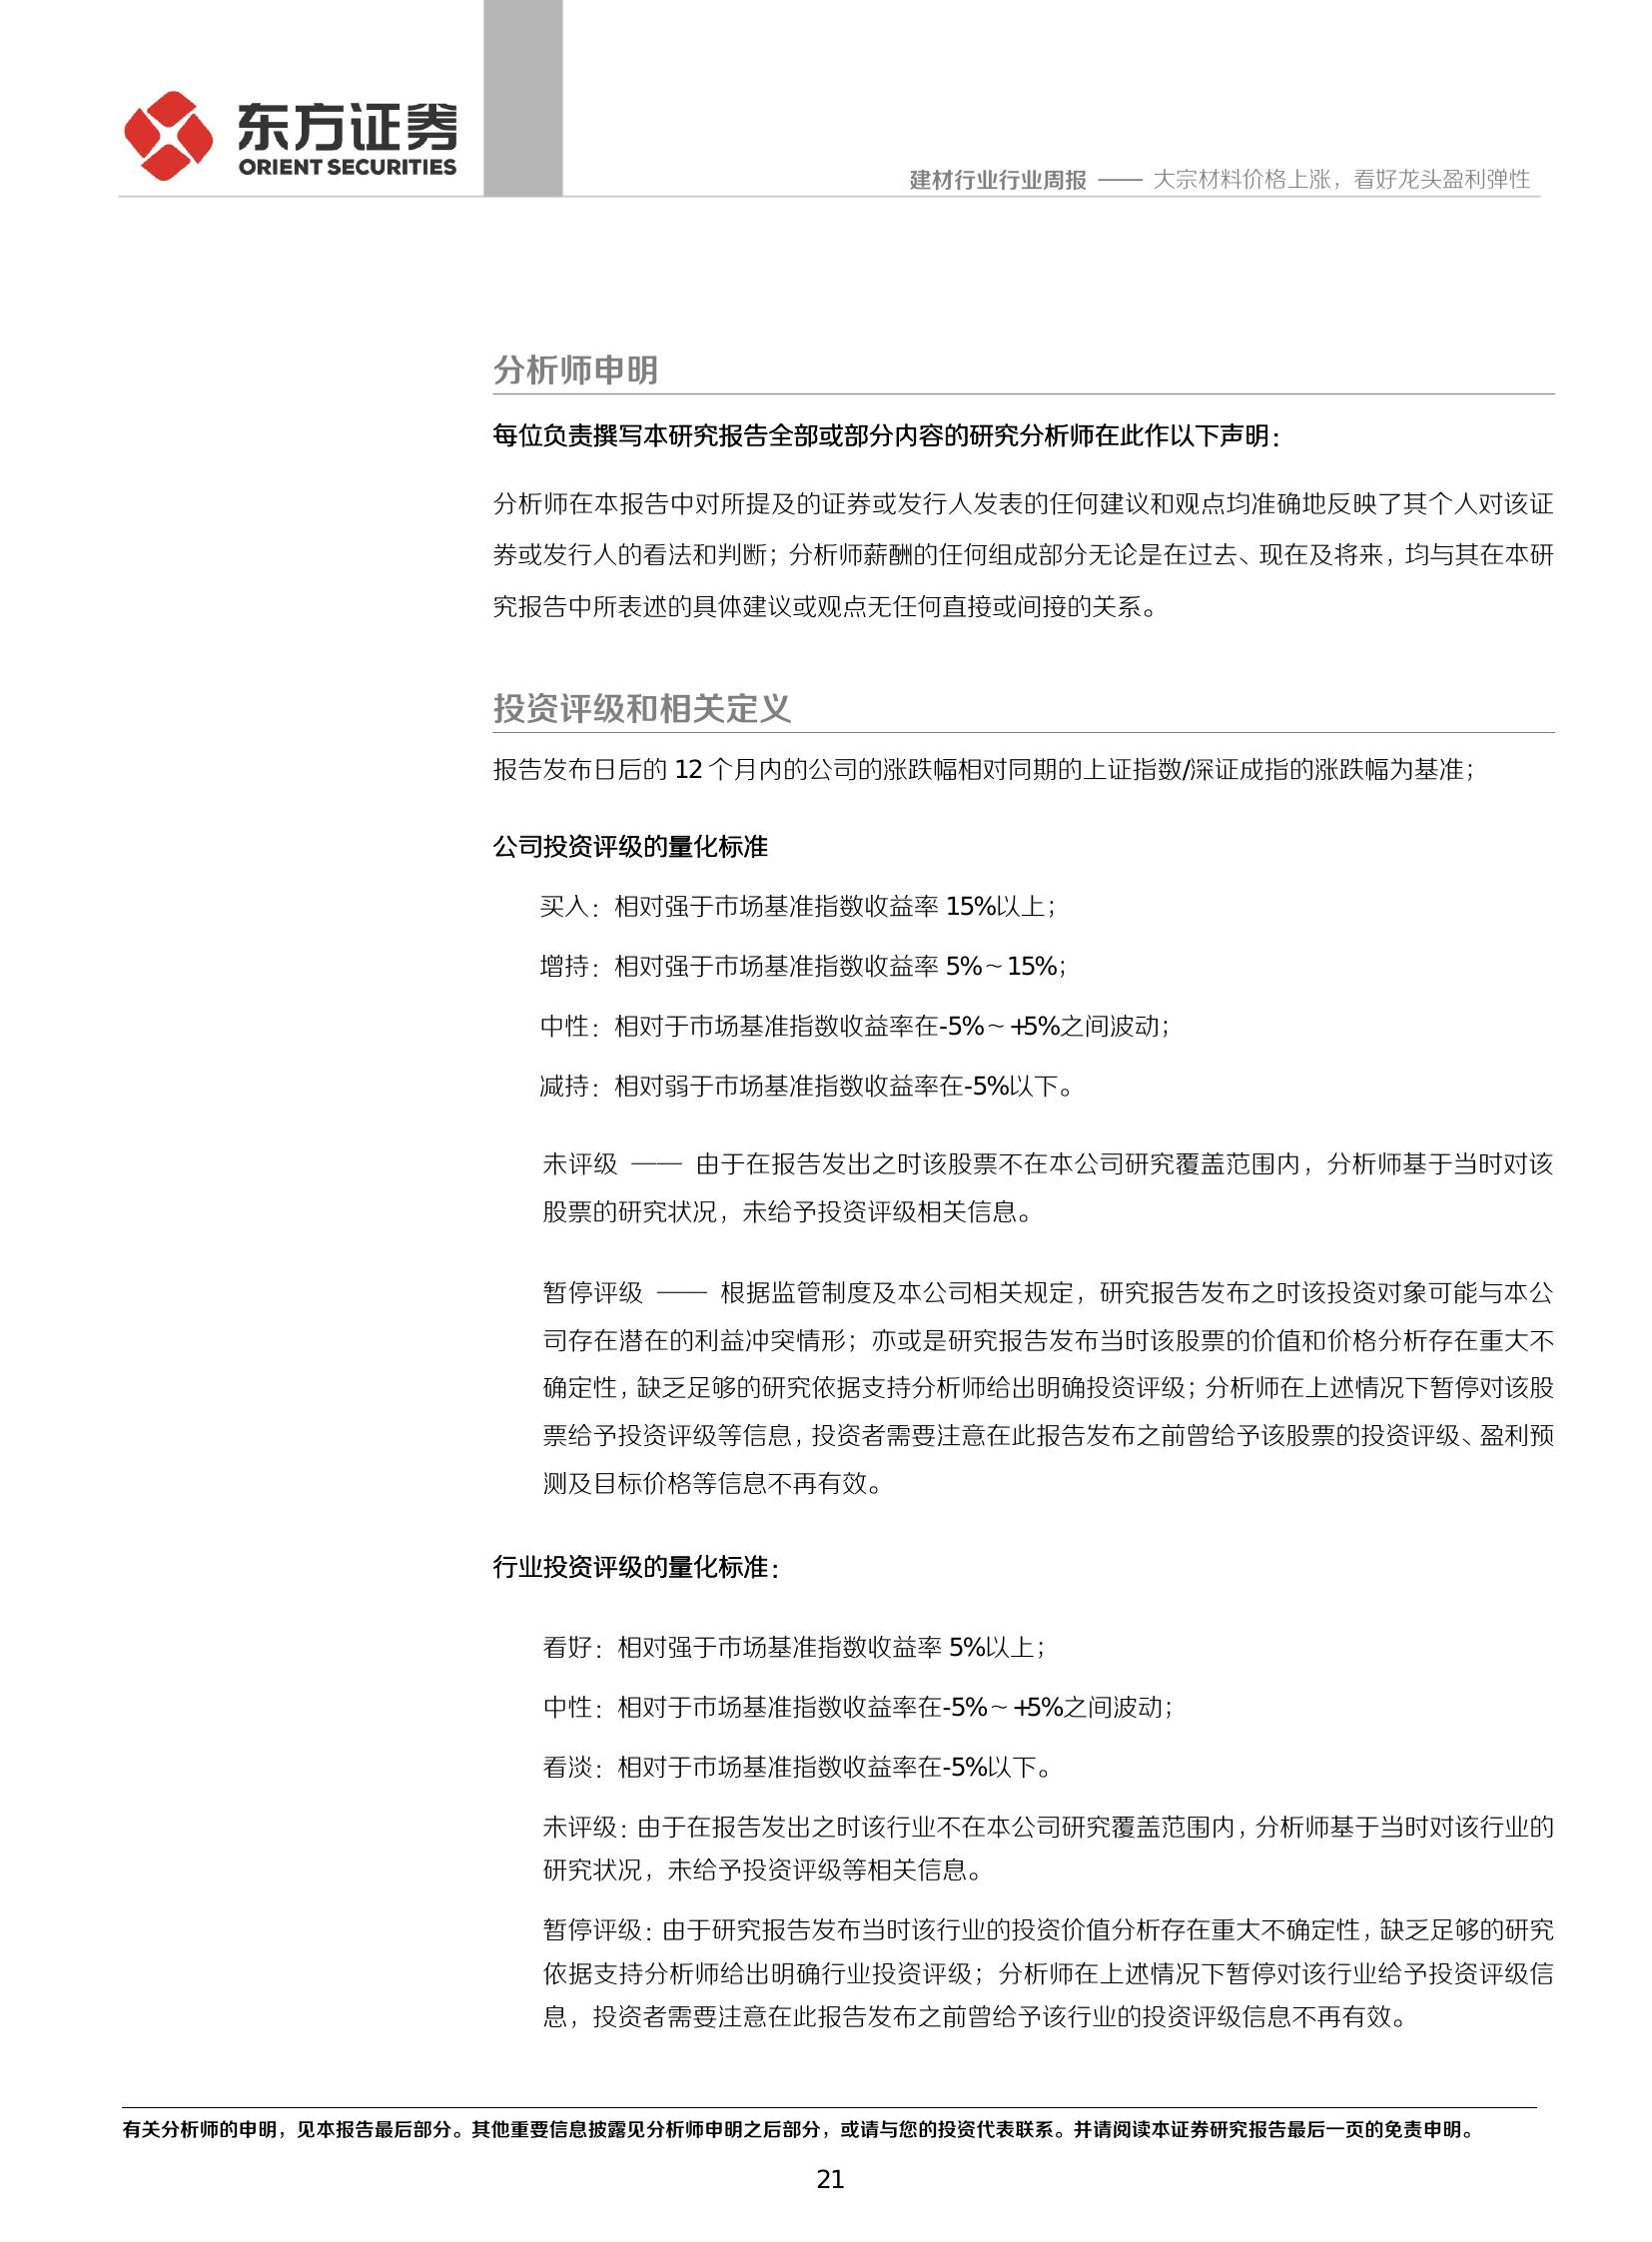 东方证券
ORIENT SECURITIES
建材行业行业周报 —— 大宗材料价格上涨，看好龙头盈利弹性
分析师申明
每位负责撰写本研究报告全部或部分内容的研究分析师在此作以下声明：
分析师在本报告中对所提及的证券或发行人发表的任何建议和观点均准确地反映了其个人对该证
券或发行人的看法和判断；分析师薪酬的任何组成部分无论是在过去、现在及将来，均与其在本研
究报告中所表述的具体建议或观点无任何直接或间接的关系。
投资评级和相关定义
报告发布日后的 12 个月内的公司的涨跌幅相对同期的上证指数/深证成指的涨跌幅为基准；
公司投资评级的量化标准
买入：相对强于市场基准指数收益率 15%以上；
增持：相对强于市场基准指数收益率 5%～15%；
中性：相对于市场基准指数收益率在-5%～+5%之间波动；
减持：相对弱于市场基准指数收益率在-5%以下。
未评级 —— 由于在报告发出之时该股票不在本公司研究覆盖范围内，分析师基于当时对该
股票的研究状况，未给予投资评级相关信息。
暂停评级 —— 根据监管制度及本公司相关规定，研究报告发布之时该投资对象可能与本公
司存在潜在的利益冲突情形；亦或是研究报告发布当时该股票的价值和价格分析存在重大不
确定性，缺乏足够的研究依据支持分析师给出明确投资评级；分析师在上述情况下暂停对该股
票给予投资评级等信息，投资者需要注意在此报告发布之前曾给予该股票的投资评级、盈利预
测及目标价格等信息不再有效。
行业投资评级的量化标准：
看好：相对强于市场基准指数收益率 5%以上；
中性：相对于市场基准指数收益率在-5%～+5%之间波动；
看淡：相对于市场基准指数收益率在-5%以下。
未评级：由于在报告发出之时该行业不在本公司研究覆盖范围内，分析师基于当时对该行业的
研究状况，未给予投资评级等相关信息。
暂停评级：由于研究报告发布当时该行业的投资价值分析存在重大不确定性，缺乏足够的研究
依据支持分析师给出明确行业投资评级；分析师在上述情况下暂停对该行业给予投资评级信
息，投资者需要注意在此报告发布之前曾给予该行业的投资评级信息不再有效。
有关分析师的申明，见本报告最后部分。其他重要信息披露见分析师申明之后部分，或请与您的投资代表联系。并请阅读本证券研究报告最后一页的免责申明。
21